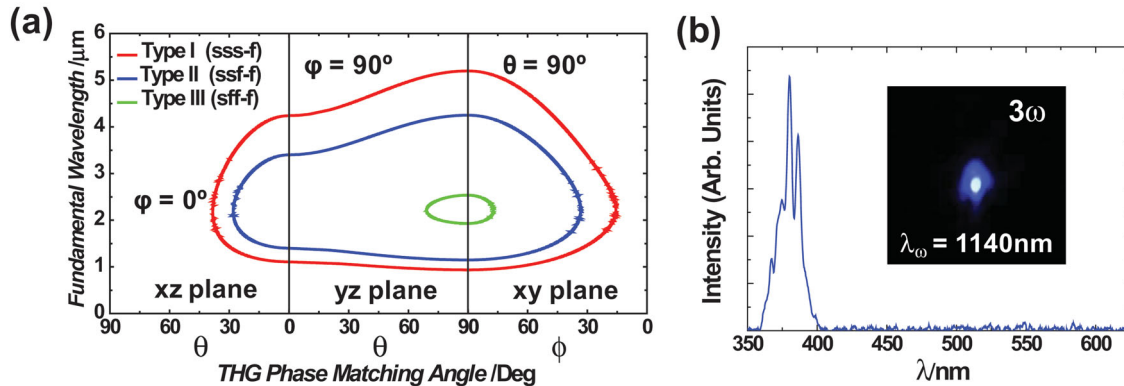 (a)
Type I (sss-f)
Type II (ssf-f)
Type III (sff-f)
φ = 90º
θ = 90º
φ = 0º
xz plane
yz plane
xy plane
Fundamental Wavelength /μm
6
5
4
3
2
1
0
90 60 30 0 30 60 90 60 30 0
θ θ ϕ
THG Phase Matching Angle /Deg
(b)
3ω
λω = 1140nm
Intensity (Arb. Units)
350 400 450 500 550 600
λ/nm